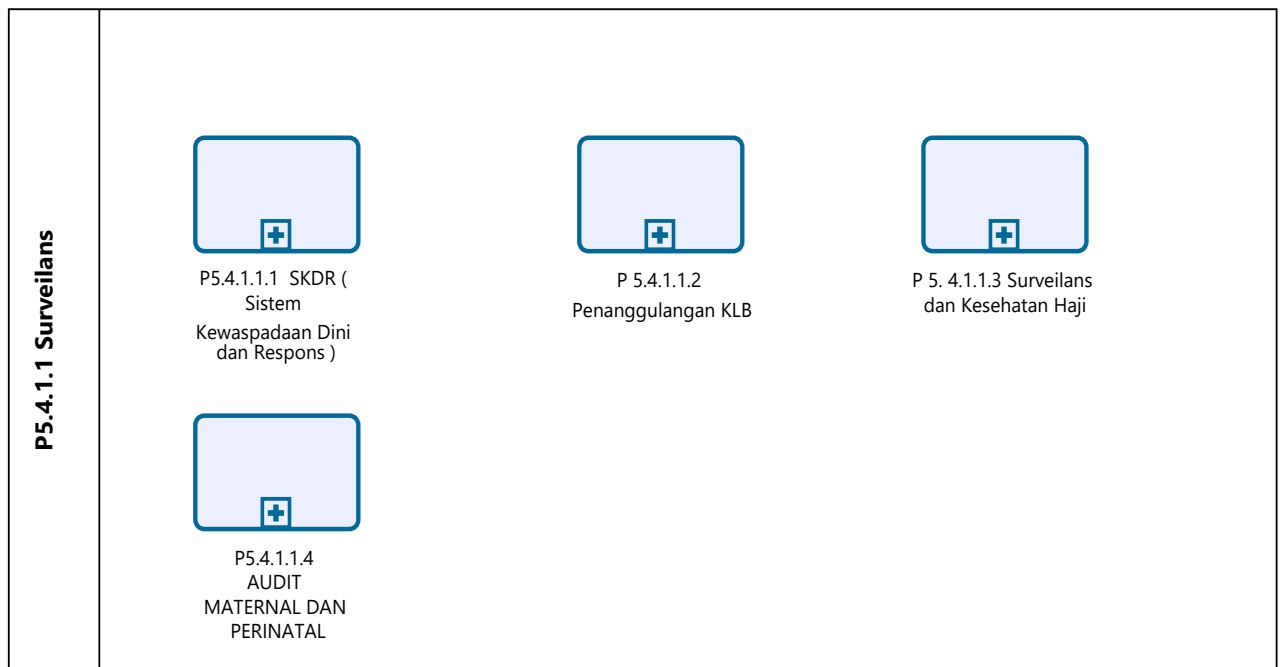 P5.4.1.1 Surveilans
P5.4.1.1.1 SKDR (
Sistem
Kewaspadaan Dini
dan Respons )
P 5.4.1.1.2
Penanggulangan KLB
P 5. 4.1.1.3 Surveilans
dan Kesehatan Haji
P5.4.1.1.4
AUDIT
MATERNAL DAN
PERINATAL